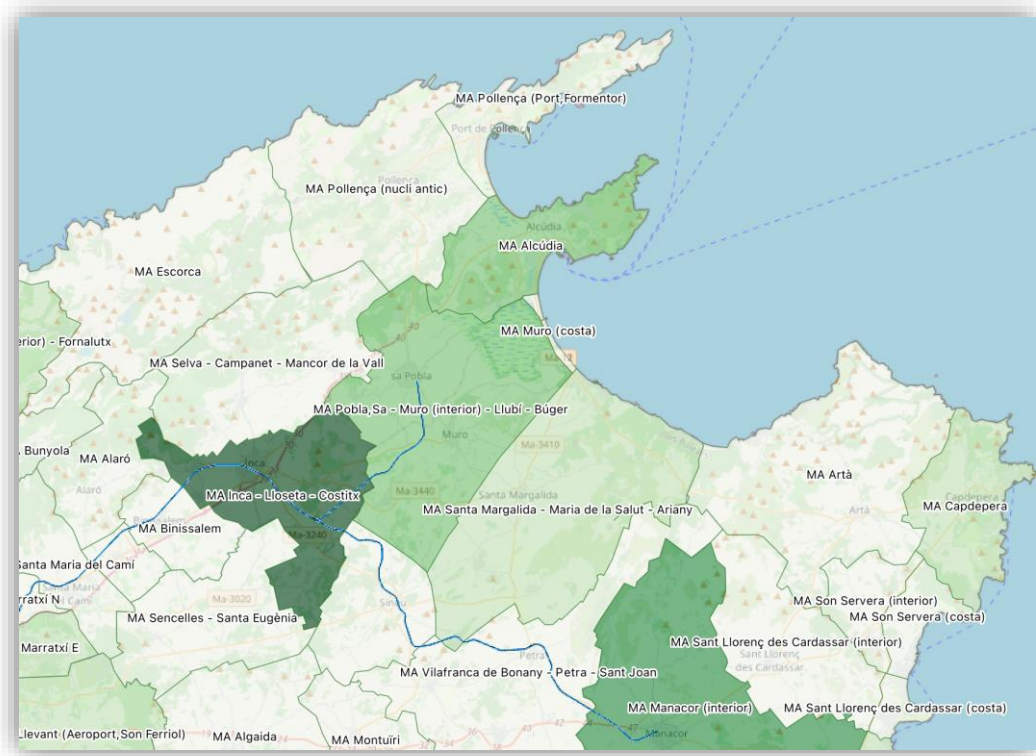 MA Pollença (Port,Formentor)
Port de Pollença
Pollença
MA Pollença (nucli antic)
Alcúdia
MA Alcúdia
MA Escorca
MA Muro (costa)
Ma-12
erior) - Fornalutx
MA Selva - Campanet - Mancor de la Vall
sa Pobla
MA Pobla,Sa - Muro (interior) - Llubí - Búger
Muro
Ma-3410
Bunyola
MA Alaró
Alaró
Inca
MA Artà
Artà
MA Inca - Lloseta - Costitx
Ma-3440
Santa Margalida
MA Santa Margalida - Maria de la Salut - Ariany
Capdepera
MA Capdepera
MA Binissalem
Ma-3240
Santa Maria del Camí
Santa Maria
del Camí
rratxí N
Ma-3020
MA Sencelles - Santa Eugènia
Sineu
MA Son Servera (interior)
MA Son Servera (costa)
Marratxí E
Petra
MA Sant Llorenç des Cardassar (interior)
Sant Llorenç
des Cardassar
MA Vilafranca de Bonany - Petra - Sant Joan
MA Manacor (interior)
MA Sant Llorenç des Cardassar (costa)
Llevant (Aeroport,Son Ferriol)
MA Algaida
MA Montuïri
Manacor